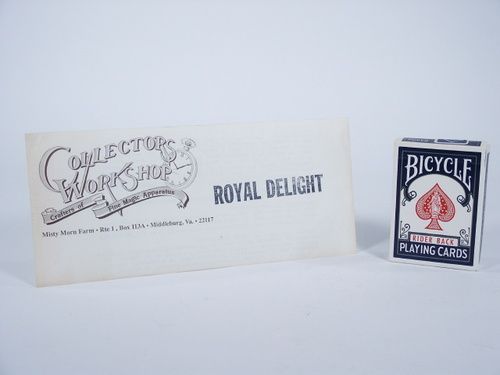 COLLECTORS
WORKSHOP
Crafters of Fine Magic Apparatus
Misty Morn Farm • Rte 1, Box 113A • Middleburg, Va. • 22117
ROYAL DELIGHT
BICYCLE
RIDER BACK
PLAYING CARDS